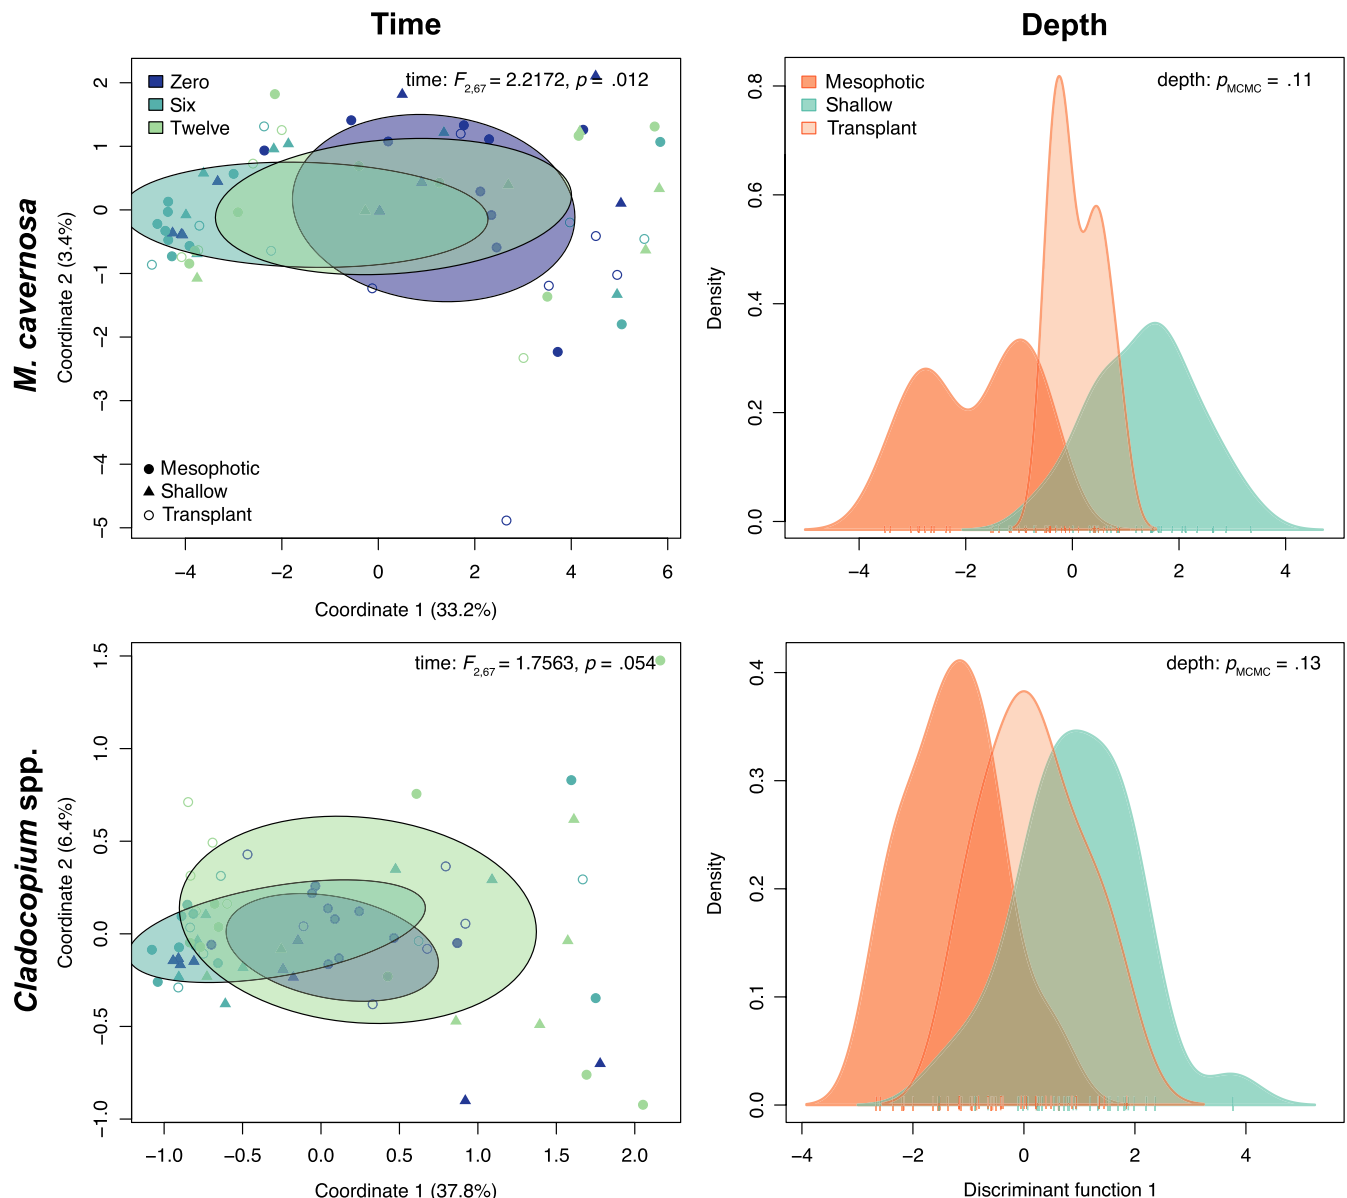 Time
Depth
M. cavernosa
Cladocopium spp.
Zero
Six
Twelve
time: F2,67 = 2.2172, p = .012
Mesophotic
Shallow
Transplant
2
1
0
−1
−2
−3
−4
−5
Coordinate 2 (3.4%)
−4
−2
0
2
4
6
Coordinate 1 (33.2%)
Mesophotic
Shallow
Transplant
depth: pMCMC = .11
0.8
0.6
0.4
0.2
0.0
Density
−4
−2
0
2
4
time: F2,67 = 1.7563, p = .054
1.5
1.0
0.5
0.0
−0.5
−1.0
Coordinate 2 (6.4%)
−1.0
−0.5
0.0
0.5
1.0
1.5
2.0
Coordinate 1 (37.8%)
depth: pMCMC = .13
0.4
0.3
0.2
0.1
0.0
Density
−4
−2
0
2
4
Discriminant function 1